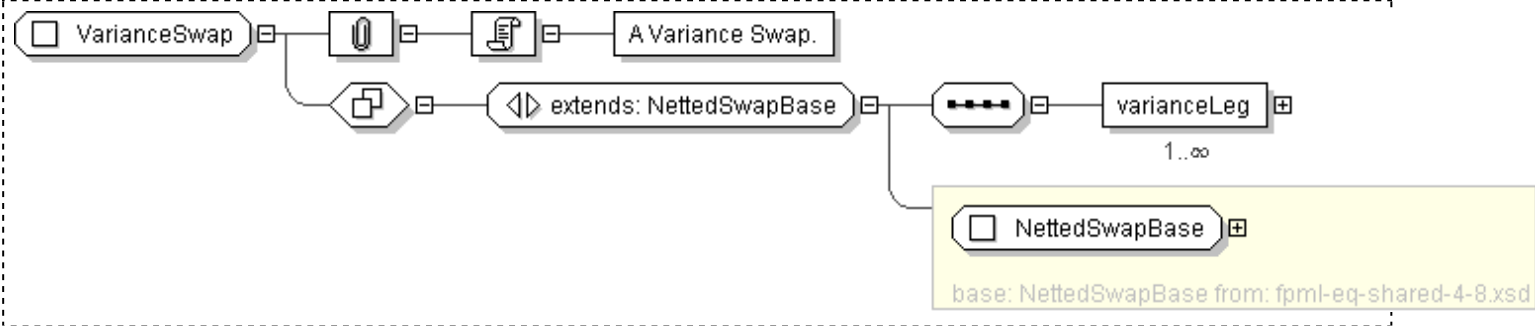 VarianceSwap
A Variance Swap.
extends: NettedSwapBase
varianceLeg
1..∞
NettedSwapBase
base: NettedSwapBase from: fpml-eq-shared-4-8.xsd